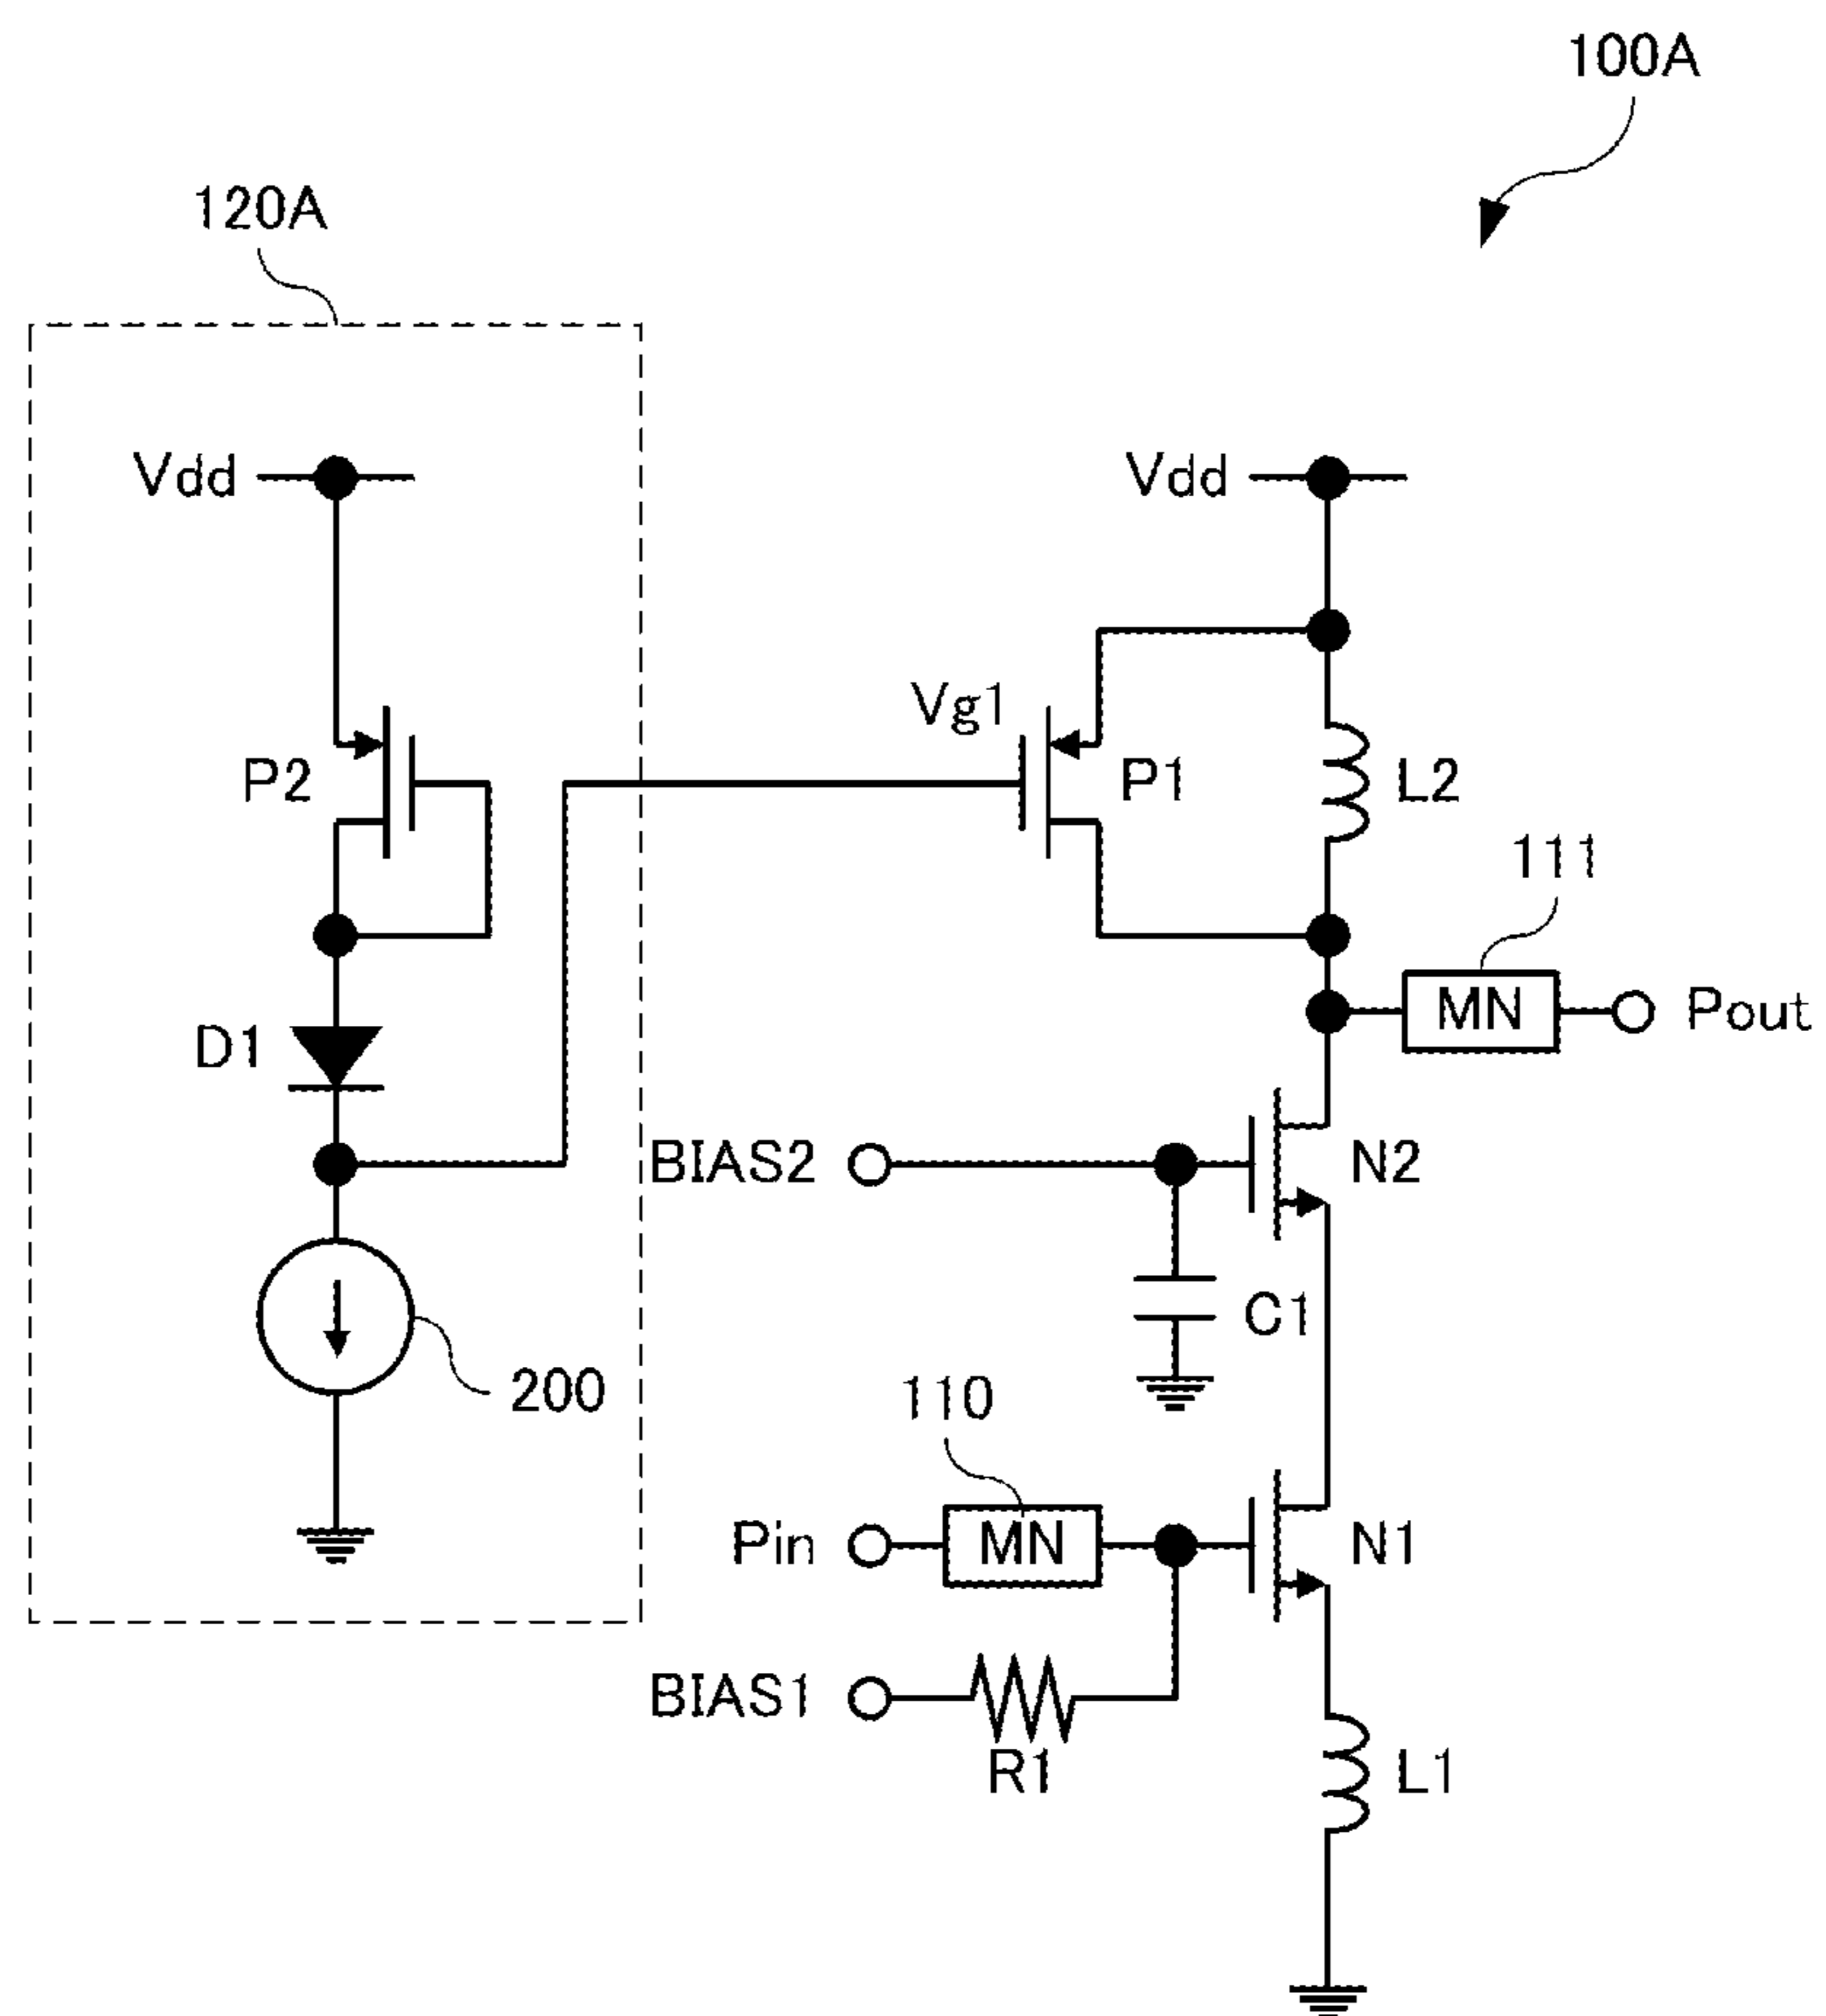 100A
120A
Vdd
Vdd
Vg1
P2
P1
L2
111
MN
Pout
D1
BIAS2
N2
C1
200
110
Pin
MN
N1
BIAS1
R1
L1